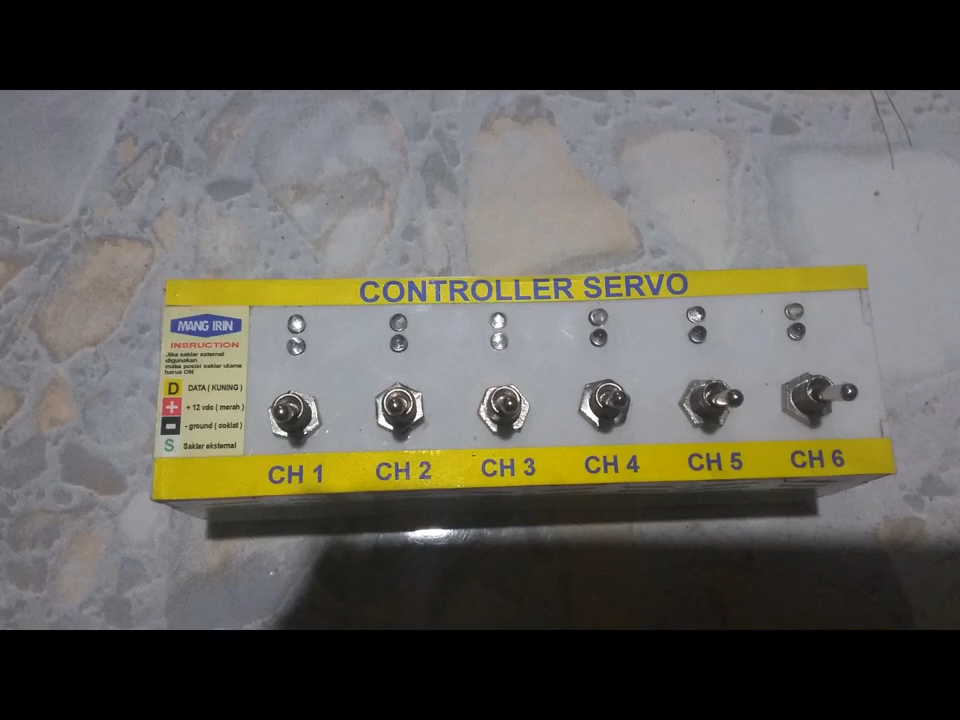 CONTROLLER SERVO
MANG IRIN
INSRUCTION
Jika saklar external
digunakan
maka posisi saklar utama
harus ON
D DATA ( KUNING )
+ + 12 vdc ( merah )
- - ground ( coklat )
S Saklar eksternal
CH 1 CH 2 CH 3 CH 4 CH 5 CH 6